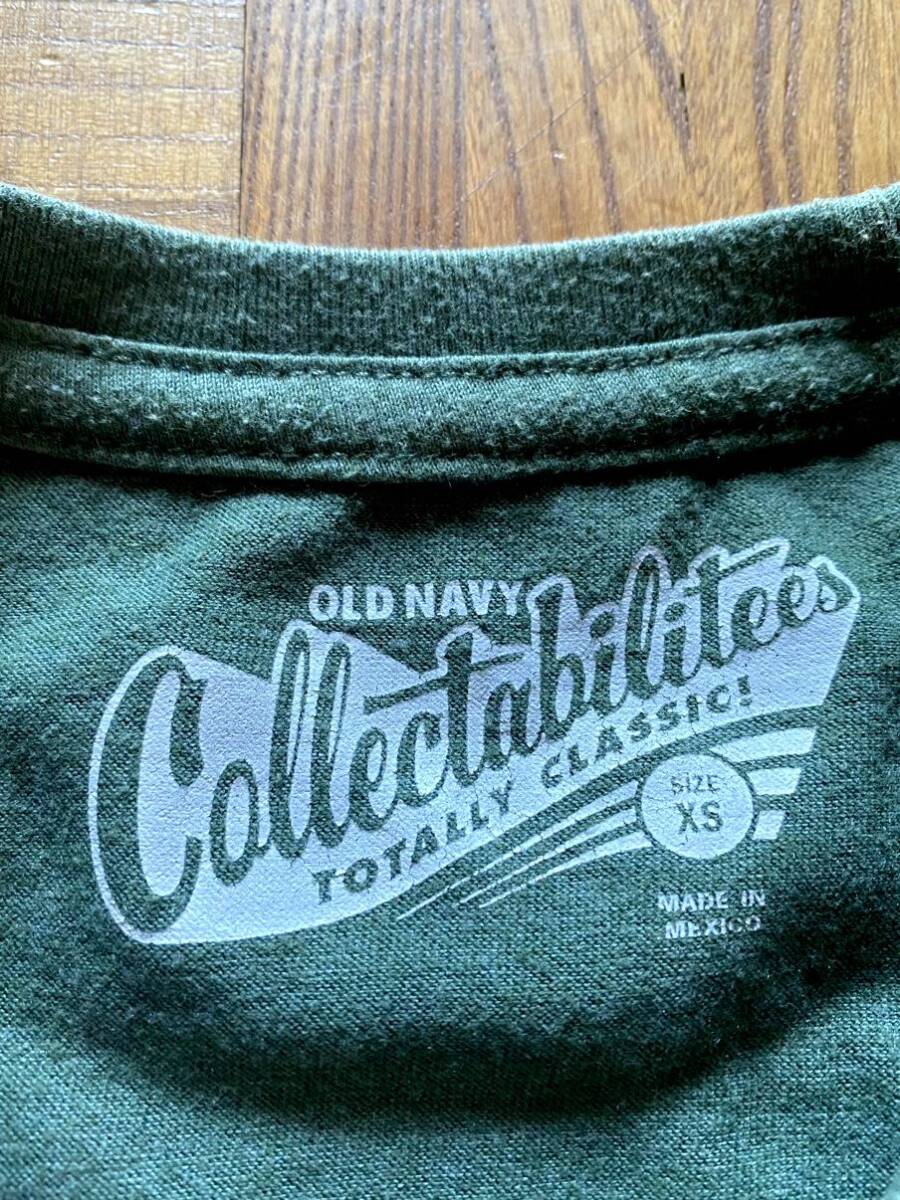 OLD NAVY
Collectabilitees
TOTALLY CLASSIC!
SIZE
XS
MADE IN
MEXICO